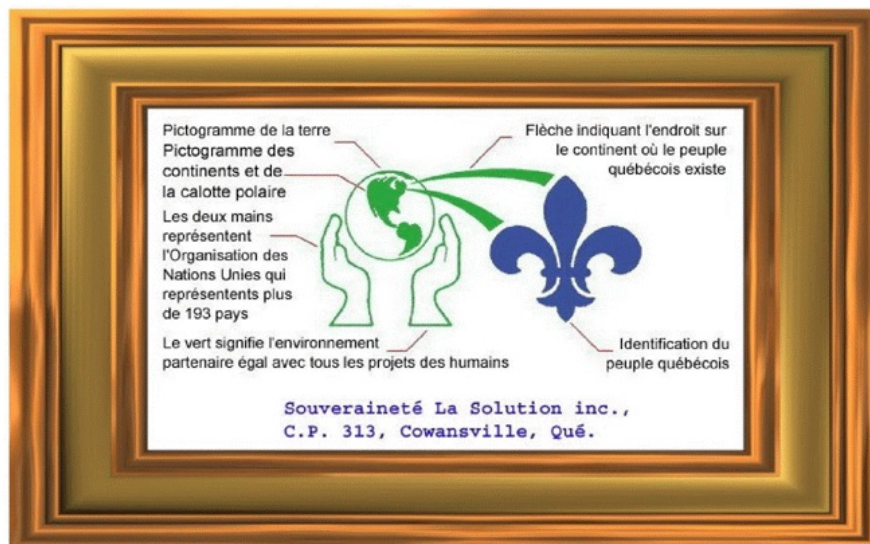 Pictogramme de la terre
Pictogramme des
continents et de
la calotte polaire
Les deux mains
représentent
l'Organisation des
Nations Unies qui
représentents plus
de 193 pays
Le vert signifie l'environnement
partenaire égal avec tous les projets des humains
Flèche indiquant l'endroit sur
le continent où le peuple
québécois existe
Identification du
peuple québécois
Souveraineté La Solution inc.,
C.P. 313, Cowansville, Qué.